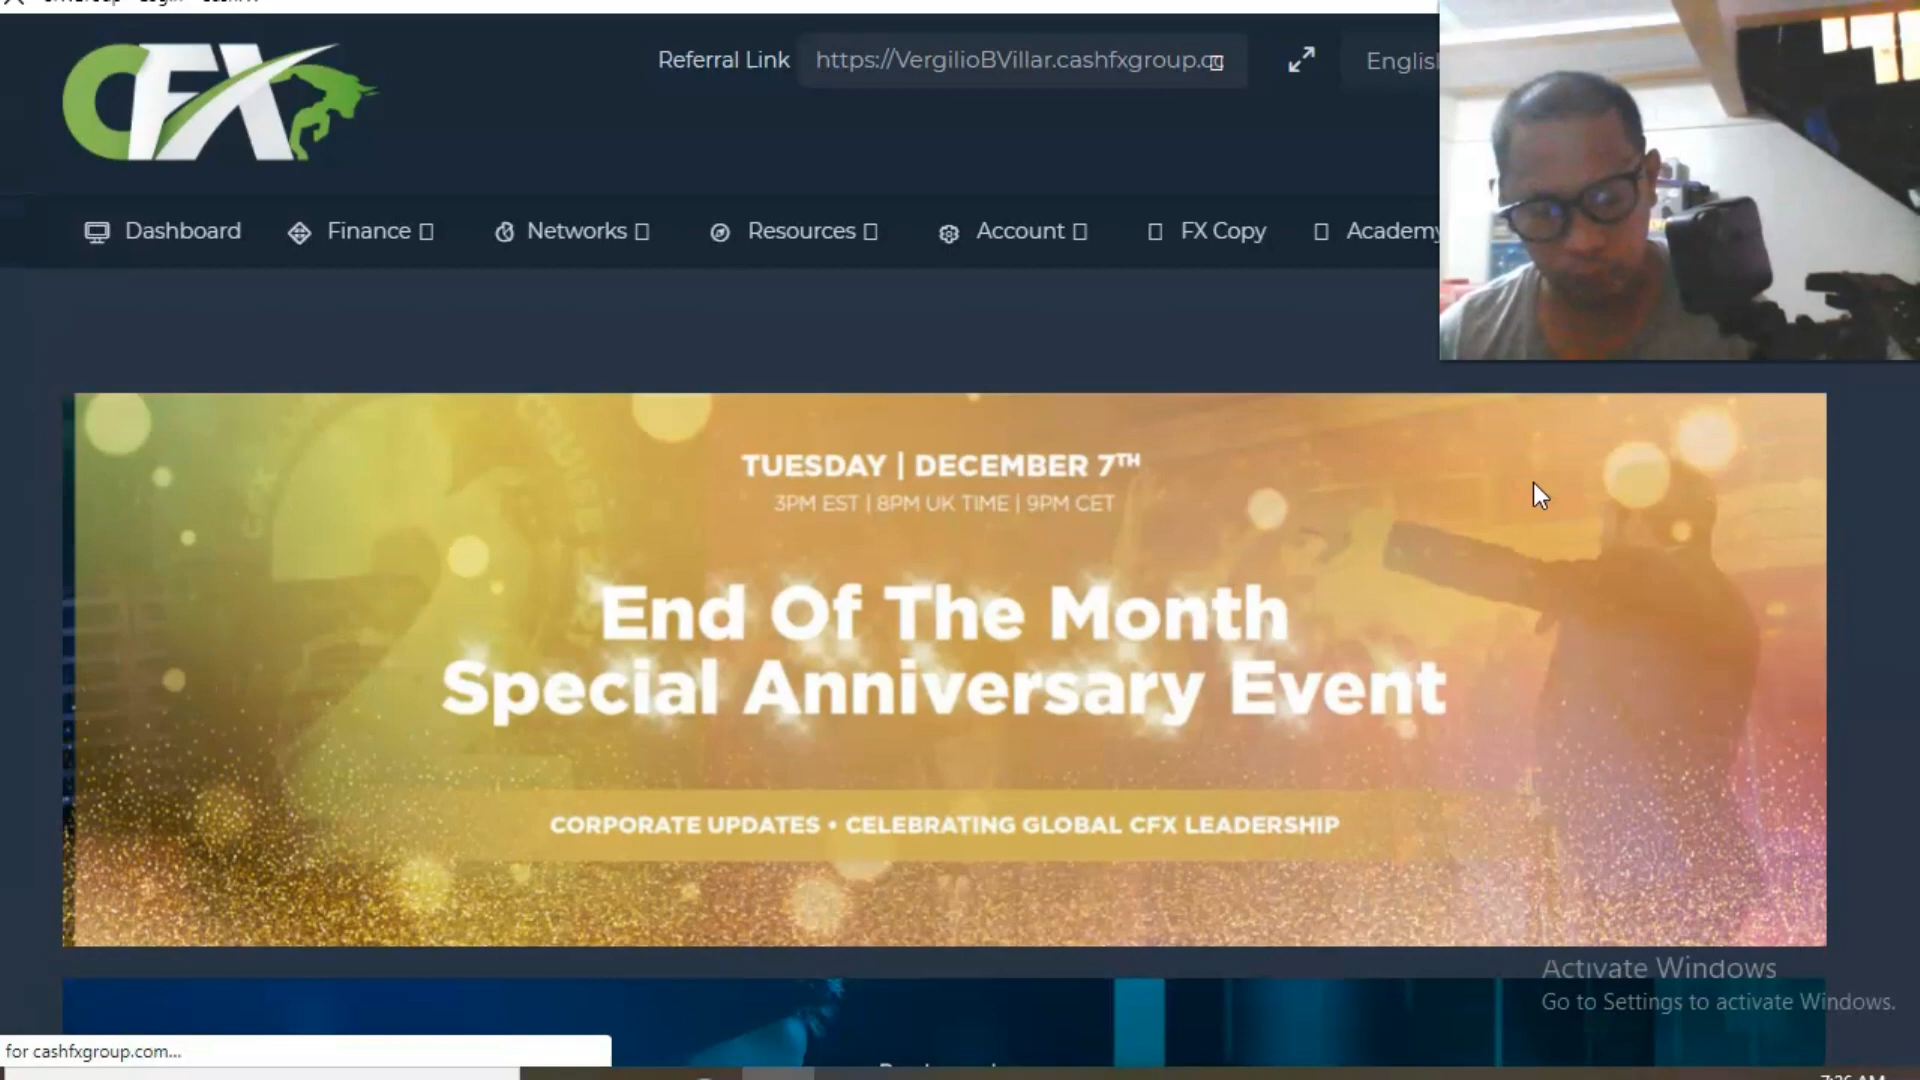 CFX
Referral Link
https://VergilioBVillar.cashfxgroup.co
English
Dashboard
Finance
Networks
Resources
Account
FX Copy
Academy
TUESDAY | DECEMBER 7TH
3PM EST | 8PM UK TIME | 9PM CET
End Of The Month
Special Anniversary Event
CORPORATE UPDATES • CELEBRATING GLOBAL CFX LEADERSHIP
Activate Windows
Go to Settings to activate Windows.
for cashfxgroup.com...